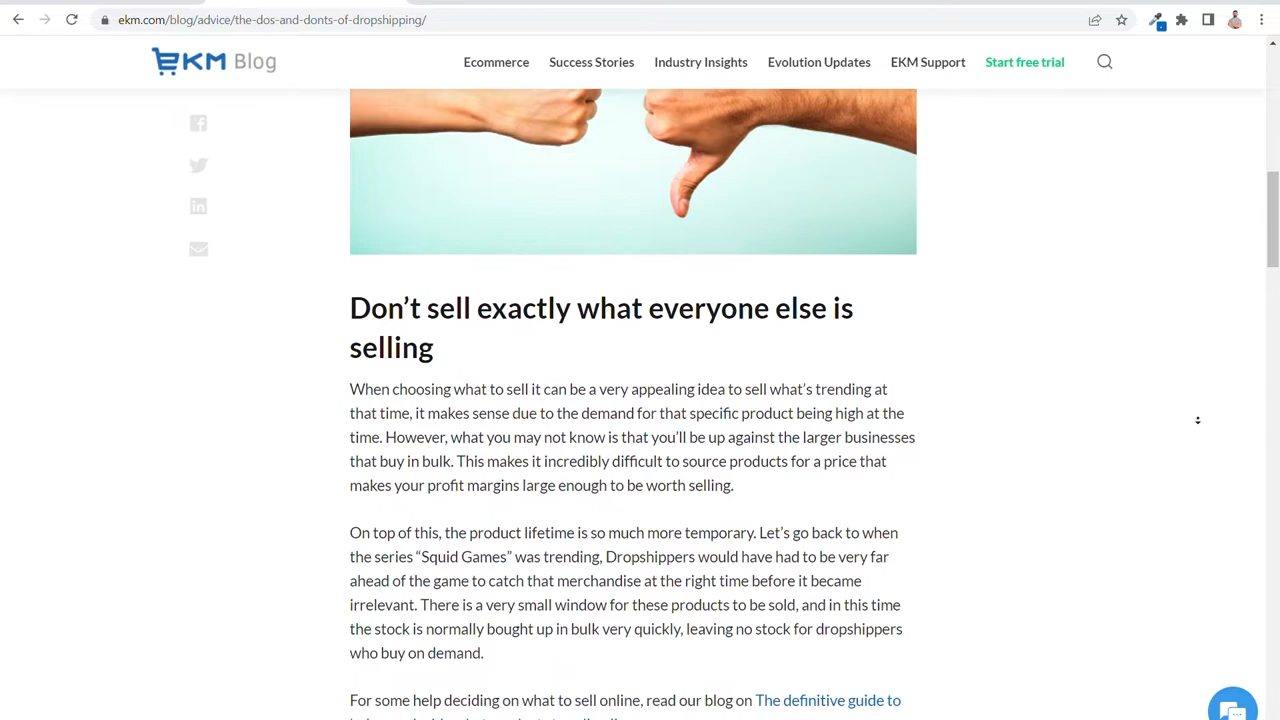 ekm.com/blog/advice/the-dos-and-donts-of-dropshipping/
EKM Blog
Ecommerce Success Stories Industry Insights Evolution Updates EKM Support Start free trial
Don’t sell exactly what everyone else is
selling
When choosing what to sell it can be a very appealing idea to sell what’s trending at
that time, it makes sense due to the demand for that specific product being high at the
time. However, what you may not know is that you’ll be up against the larger businesses
that buy in bulk. This makes it incredibly difficult to source products for a price that
makes your profit margins large enough to be worth selling.
On top of this, the product lifetime is so much more temporary. Let’s go back to when
the series “Squid Games” was trending, Dropshippers would have had to be very far
ahead of the game to catch that merchandise at the right time before it became
irrelevant. There is a very small window for these products to be sold, and in this time
the stock is normally bought up in bulk very quickly, leaving no stock for dropshippers
who buy on demand.
For some help deciding on what to sell online, read our blog on The definitive guide to